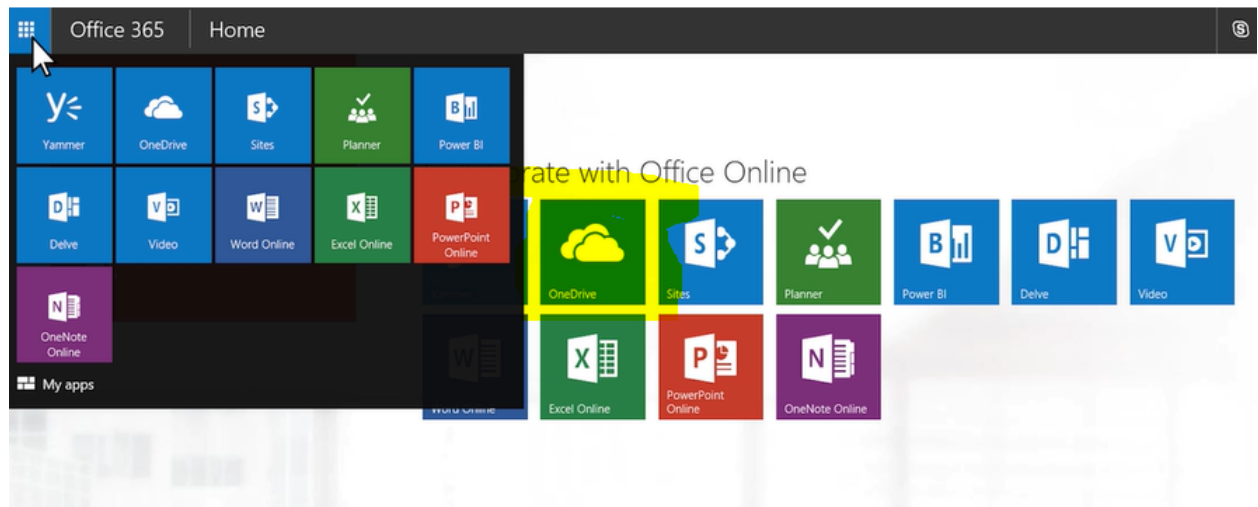 Office 365
Home
Yammer
OneDrive
Sites
Planner
Power BI
Delve
Video
Word Online
Excel Online
PowerPoint
Online
OneNote
Online
My apps
rate with Office Online
OneDrive
Sites
Planner
Power BI
Delve
Video
Word Online
Excel Online
PowerPoint
Online
OneNote Online